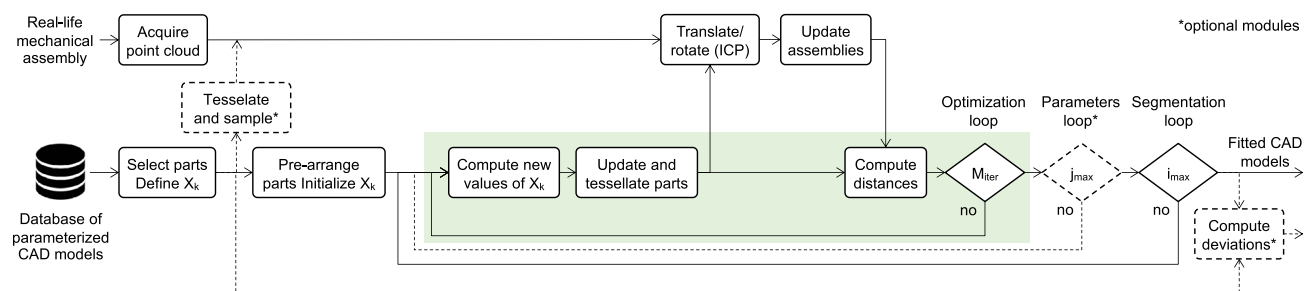 Real-life
mechanical
assembly
Acquire
point cloud
Translate/
rotate (ICP)
Update
assemblies
*optional modules
Tesselate
and sample*
Optimization
loop
Parameters
loop*
Segmentation
loop
Select parts
Define Xk
Pre-arrange
parts Initialize Xk
Compute new
values of Xk
Update and
tessellate parts
Compute
distances
Miter
jmax
imax
Fitted CAD
models
no
no
no
Database of
parameterized
CAD models
Compute
deviations*